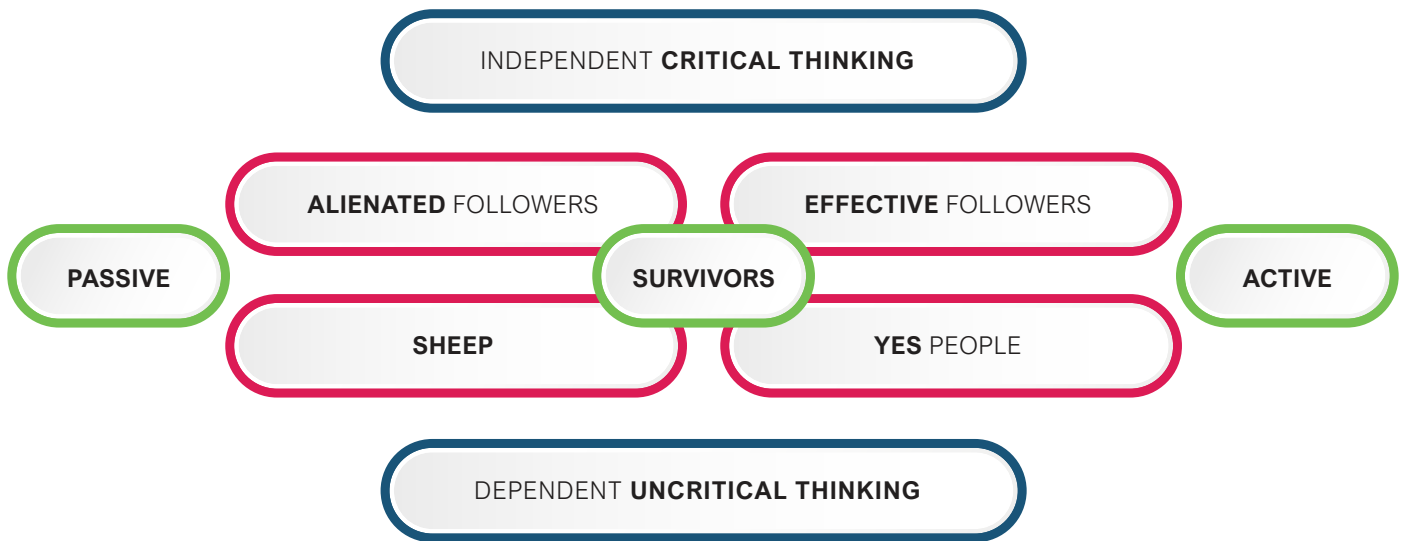 INDEPENDENT CRITICAL THINKING
ALIENATED FOLLOWERS
EFFECTIVE FOLLOWERS
PASSIVE
SURVIVORS
ACTIVE
SHEEP
YES PEOPLE
DEPENDENT UNCRITICAL THINKING